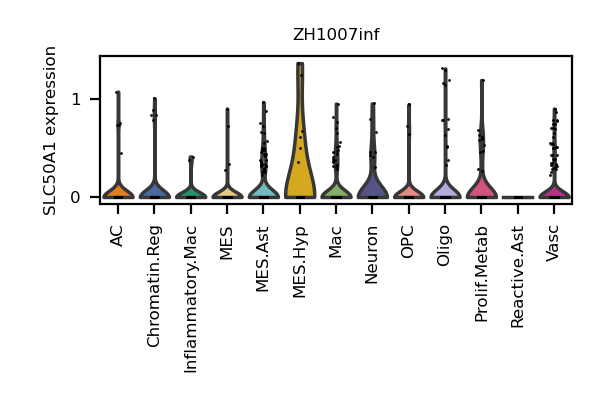 ZH1007inf
SLC50A1 expression
1
0
AC
Chromatin.Reg
Inflammatory.Mac
MES
MES.Ast
MES.Hyp
Mac
Neuron
OPC
Oligo
Prolif.Metab
Reactive.Ast
Vasc